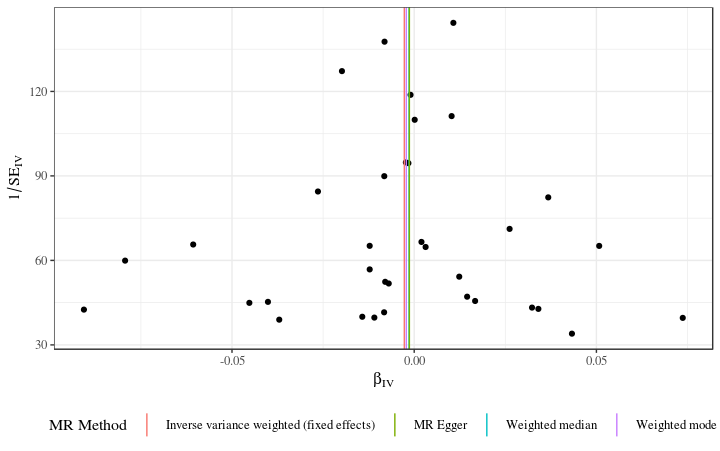 120
90
60
30
1/SE_IV
-0.05
0.00
0.05
β_IV
MR Method
Inverse variance weighted (fixed effects)
MR Egger
Weighted median
Weighted mode